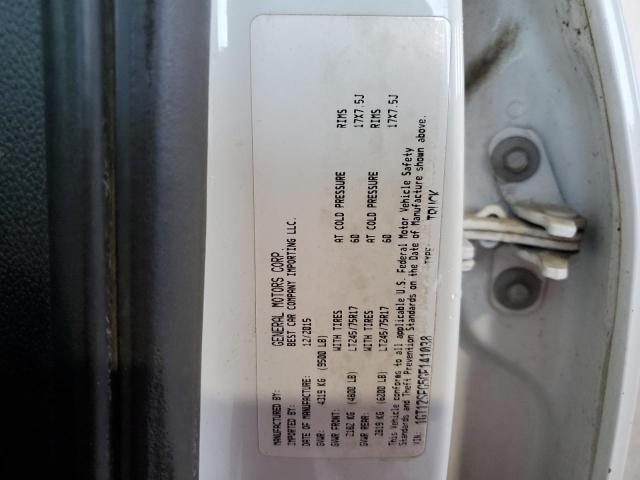 MANUFACTURED BY: GENERAL MOTORS CORP.
IMPORTED BY: BEST CAR COMPANY IMPORTING LLC.
DATE OF MANUFACTURE: 12/2015
GVWR: 4319 KG (9500 LB)
GAWR FRONT: WITH TIRES AT COLD PRESSURE RIMS
2182 KG (4800 LB) LT245/75R17 60 17X7.5J
GAWR REAR: WITH TIRES AT COLD PRESSURE RIMS
2819 KG (6200 LB) LT245/75R17 60 17X7.5J
This Vehicle conforms to all applicable U.S. Federal Motor Vehicle Safety
Standards and Theft Prevention Standards on the Date of Manufacture shown above.
VIN: TYPE: TRUCK